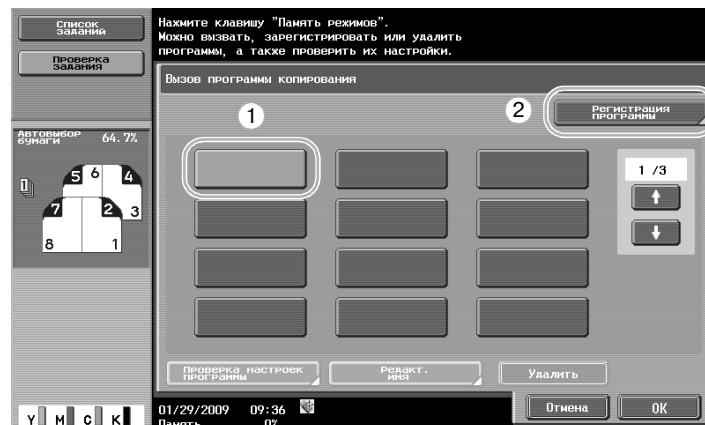 Список
заданий
Проверка
задания
Нажмите клавишу "Память режимов".
Можно вызвать, зарегистрировать или удалить
программы, а также проверить их настройки.
Вызов программы копирования
1
2
Регистрация
программы
Автовыбор
бумаги
64.7%
1
5 6 4
7 2 3
8 1
1 /3
Проверка настроек
программы
Редакт.
имя
Удалить
01/29/2009 09:36
Память 0%
Отмена
OK
Y M C K